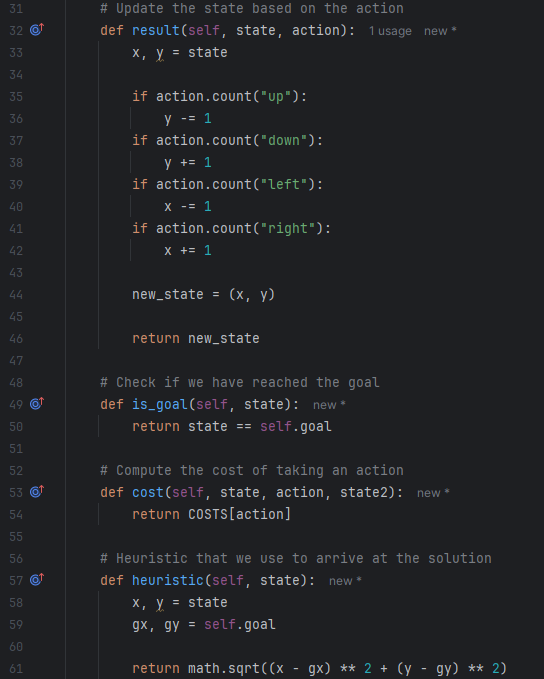 31 # Update the state based on the action
32 def result(self, state, action): 1 usage new *
33 x, y = state
34
35 if action.count("up"):
36 y -= 1
37 if action.count("down"):
38 y += 1
39 if action.count("left"):
40 x -= 1
41 if action.count("right"):
42 x += 1
43
44 new_state = (x, y)
45
46 return new_state
47
48 # Check if we have reached the goal
49 def is_goal(self, state): new *
50 return state == self.goal
51
52 # Compute the cost of taking an action
53 def cost(self, state, action, state2): new *
54 return COSTS[action]
55
56 # Heuristic that we use to arrive at the solution
57 def heuristic(self, state): new *
58 x, y = state
59 gx, gy = self.goal
60
61 return math.sqrt((x - gx) ** 2 + (y - gy) ** 2)